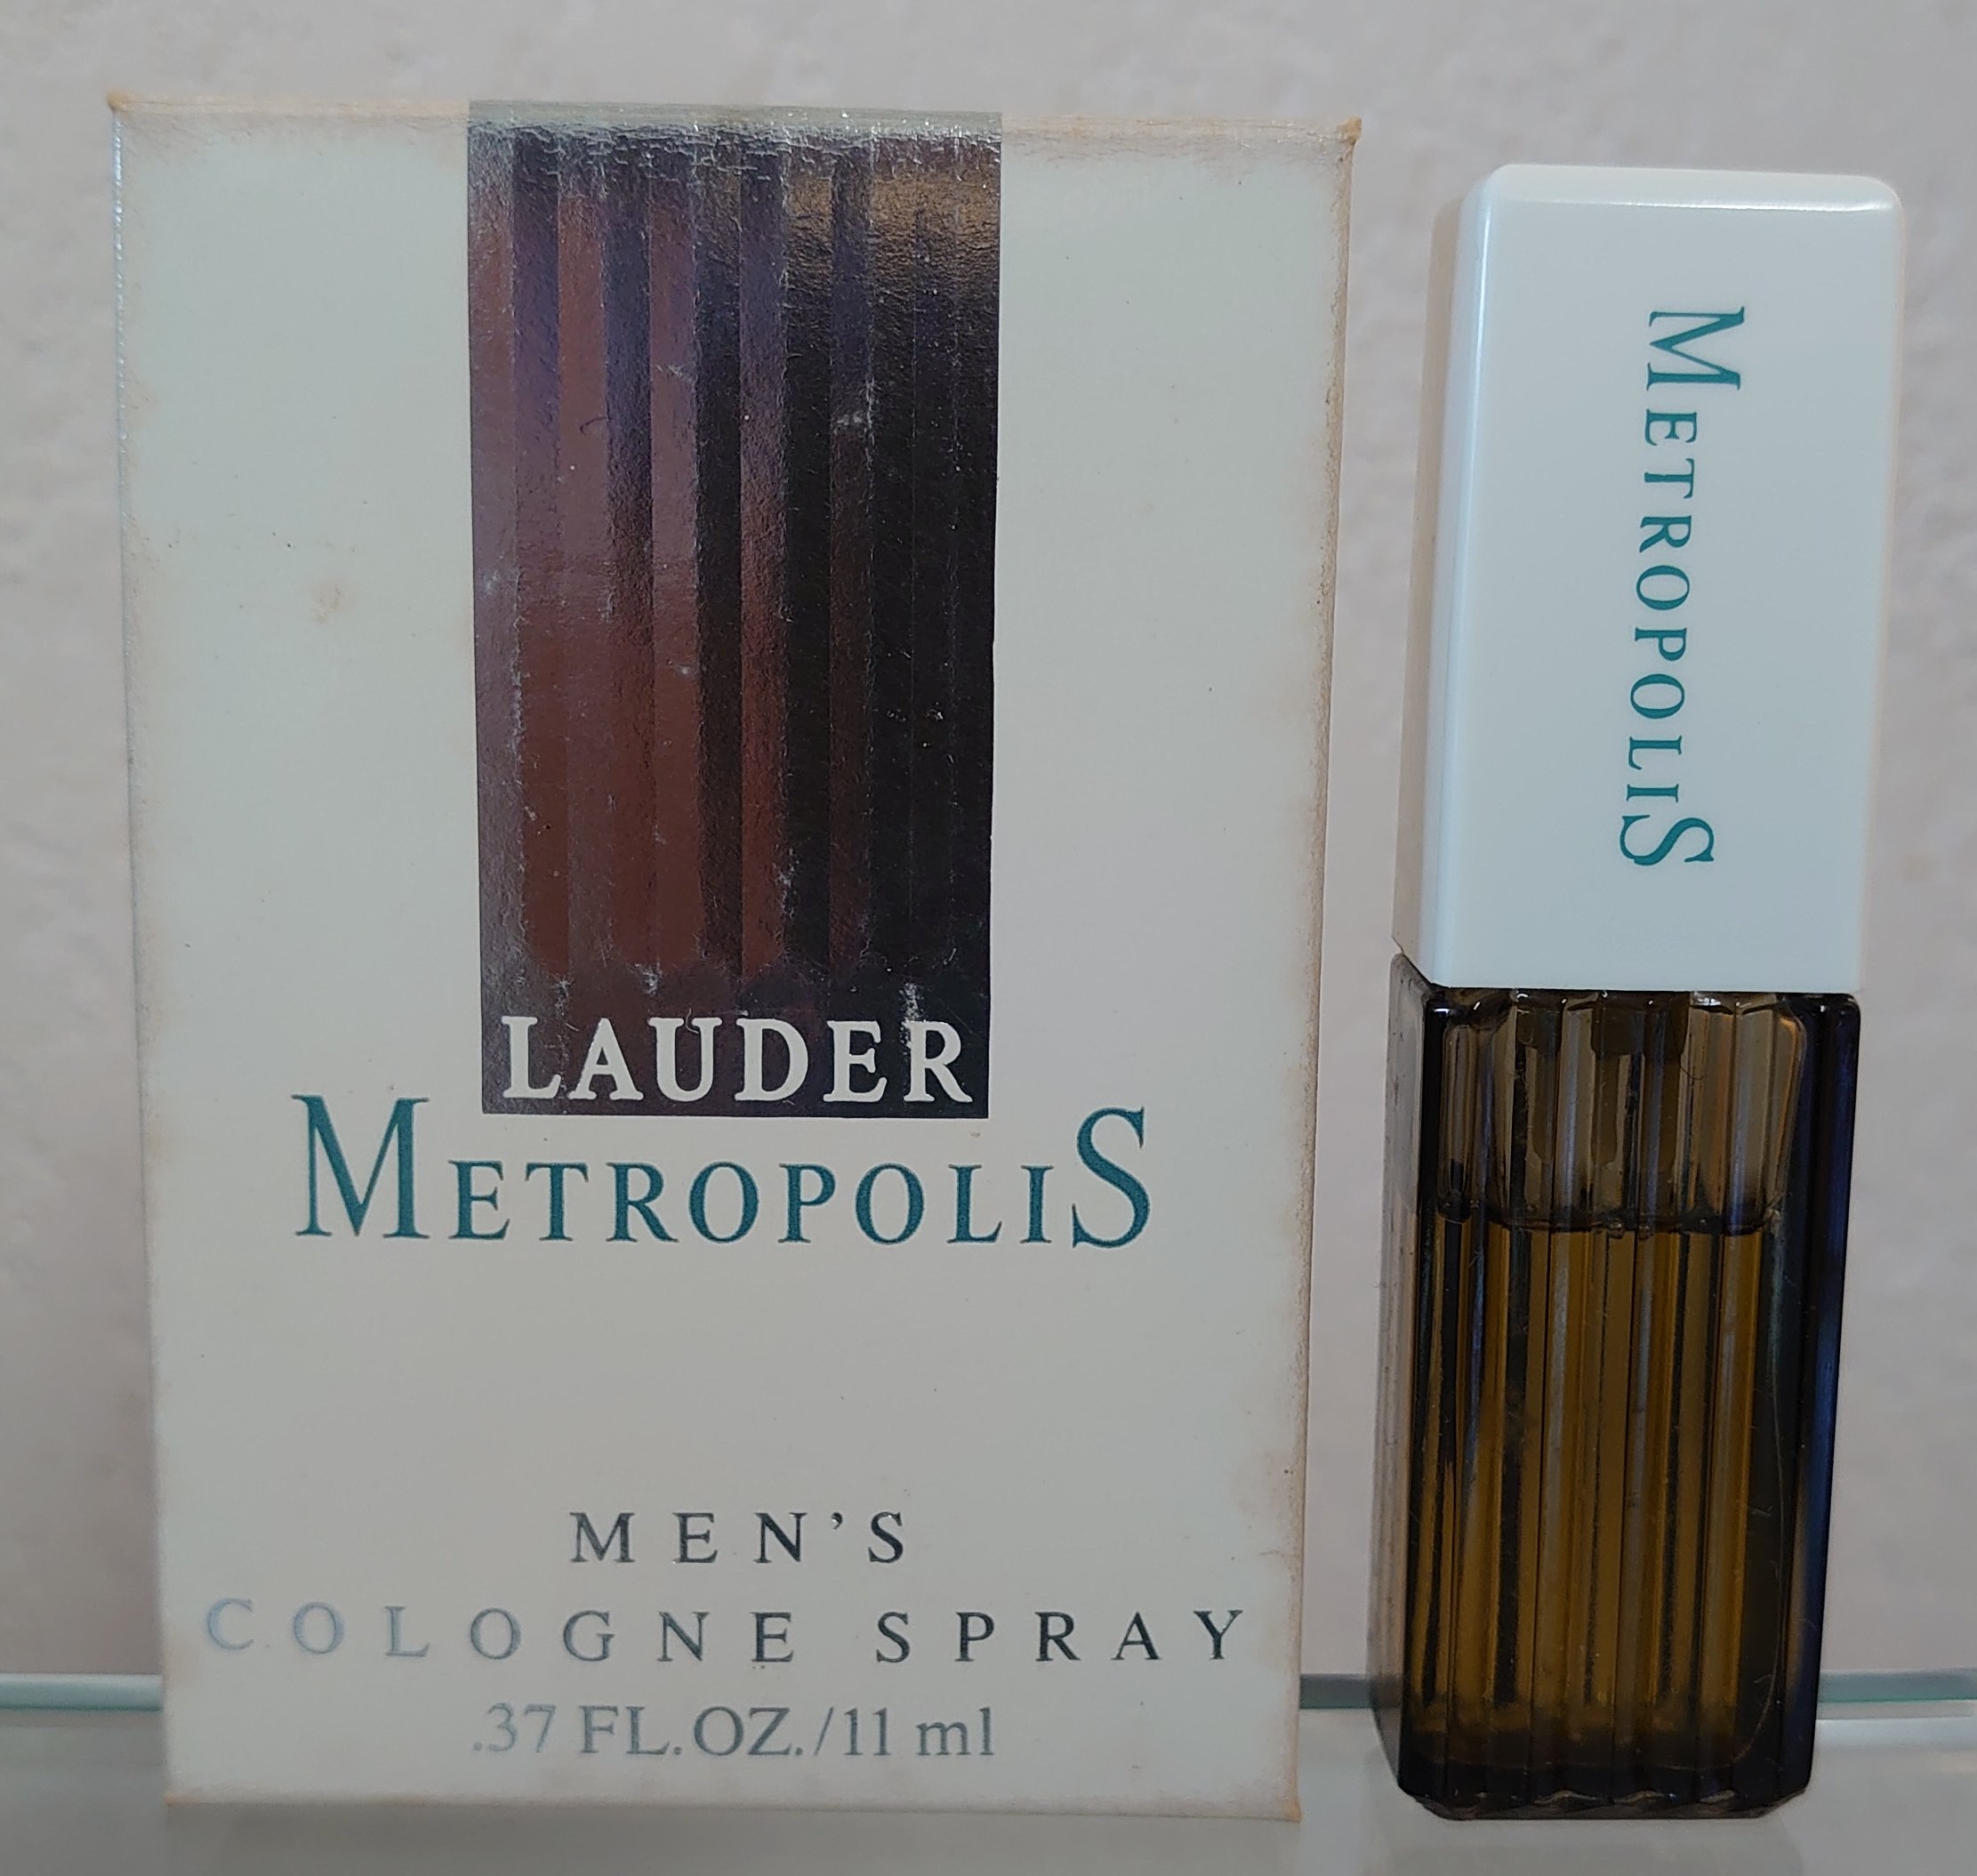 LAUDER
METROPOLIS
MEN'S
COLOGNE SPRAY
.37 FL.OZ./11 ml
METROPOLIS